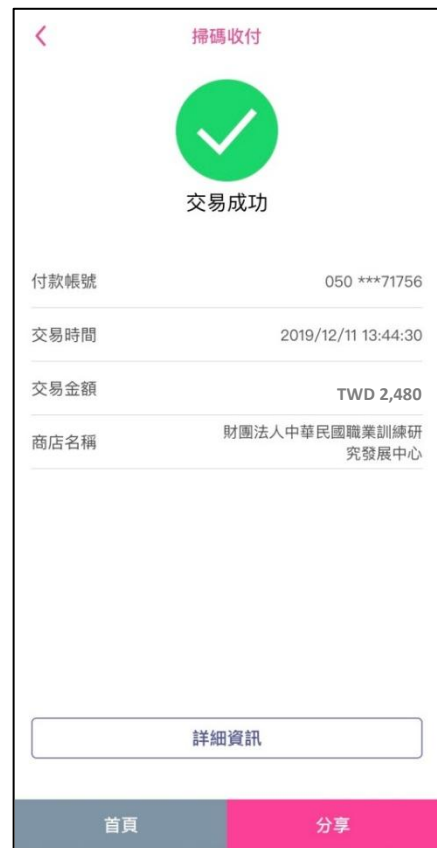 掃碼收付
交易成功
付款帳號 050 ***71756
交易時間 2019/12/11 13:44:30
交易金額 TWD 2,480
商店名稱 財團法人中華民國職業訓練研
究發展中心
詳細資訊
首頁 分享